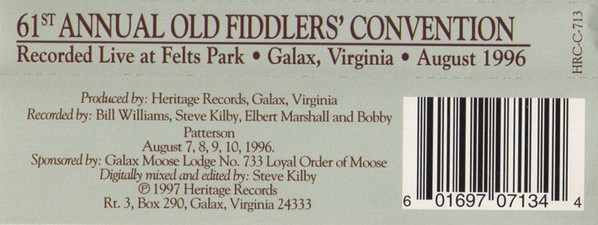 61ST ANNUAL OLD FIDDLERS' CONVENTION
Recorded Live at Felts Park • Galax, Virginia • August 1996
HRC-C-713
Produced by: Heritage Records, Galax, Virginia
Recorded by: Bill Williams, Steve Kilby, Elbert Marshall and Bobby
Patterson
August 7, 8, 9, 10, 1996.
Sponsored by: Galax Moose Lodge No. 733 Loyal Order of Moose
Digitally mixed and edited by: Steve Kilby
℗ 1997 Heritage Records
Rt. 3, Box 290, Galax, Virginia 24333
6 01697 07134 4